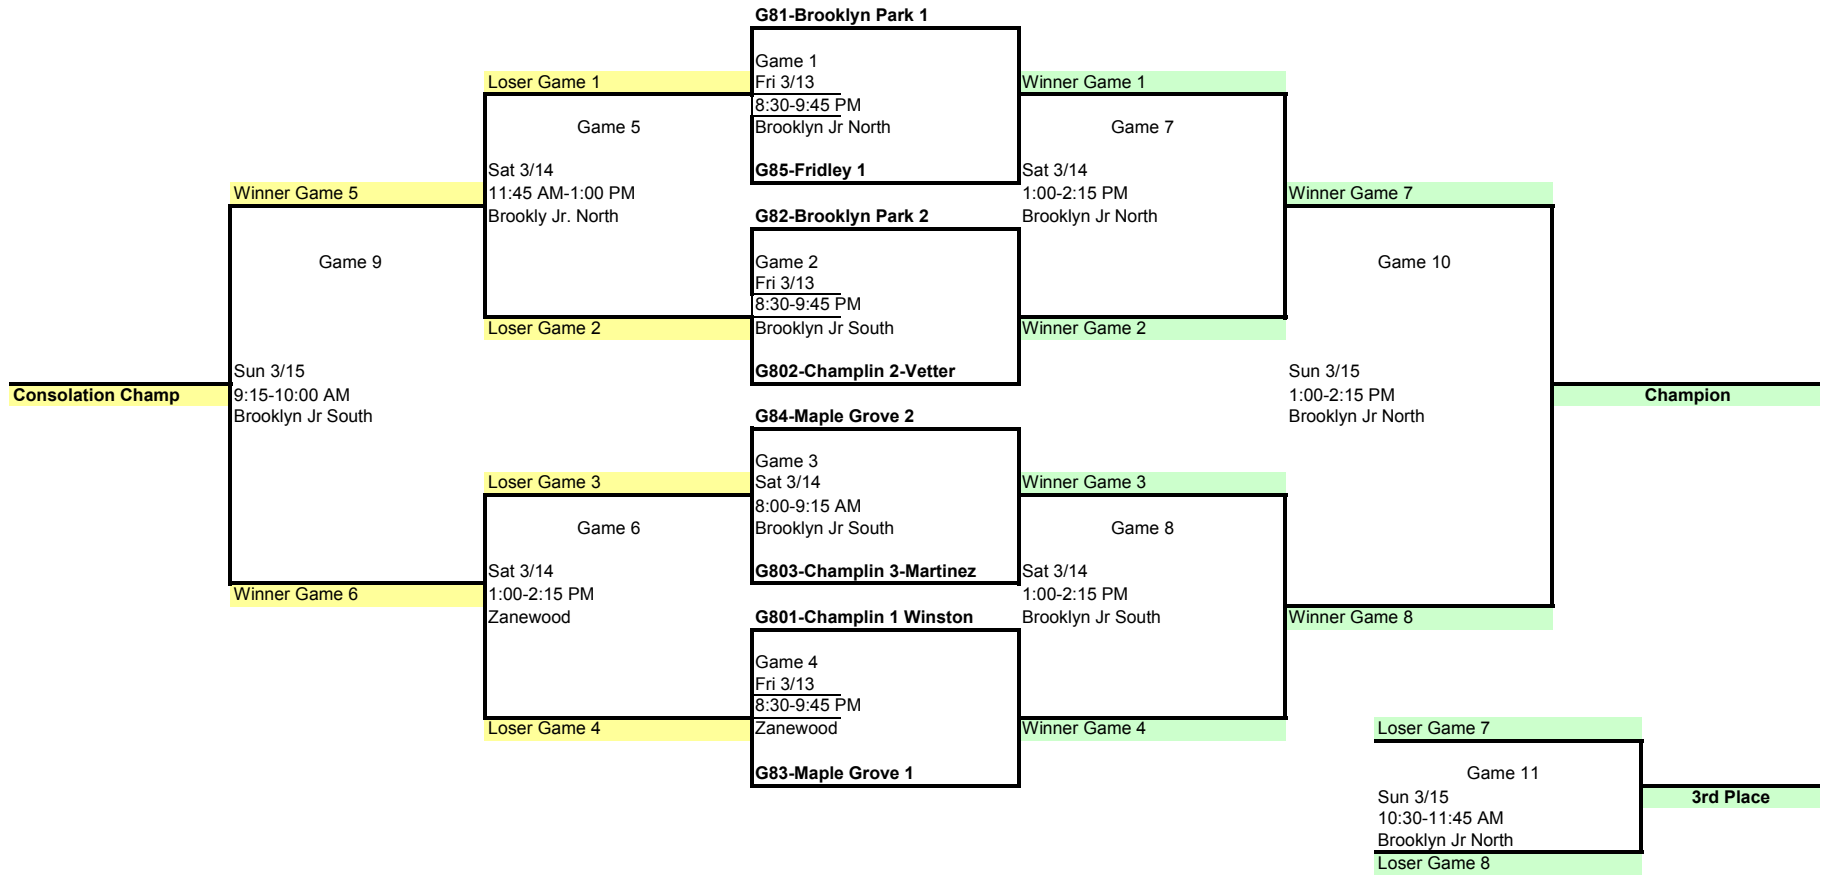 G81-Brooklyn Park 1
Game 1
Loser Game 1
Fri 3/13
Winner Game 1
8:30-9:45 PM
Game 5
Brooklyn Jr North
Game 7
Sat 3/14
G85-Fridley 1
Sat 3/14
Winner Game 5
11:45 AM-1:00 PM
1:00-2:15 PM
Winner Game 7
Brookly Jr. North
G82-Brooklyn Park 2
Brooklyn Jr North
Game 9
Game 2
Game 10
Fri 3/13
8:30-9:45 PM
Loser Game 2
Brooklyn Jr South
Winner Game 2
Sun 3/15
G802-Champlin 2-Vetter
Sun 3/15
Consolation Champ
9:15-10:00 AM
1:00-2:15 PM
Champion
Brooklyn Jr South
G84-Maple Grove 2
Brooklyn Jr North
Game 3
Loser Game 3
Sat 3/14
Winner Game 3
8:00-9:15 AM
Game 6
Brooklyn Jr South
Game 8
Sat 3/14
G803-Champlin 3-Martinez
Sat 3/14
Winner Game 6
1:00-2:15 PM
1:00-2:15 PM
Zanewood
G801-Champlin 1 Winston
Brooklyn Jr South
Winner Game 8
Game 4
Fri 3/13
8:30-9:45 PM
Loser Game 4
Zanewood
Winner Game 4
Loser Game 7
G83-Maple Grove 1
Game 11
Sun 3/15
3rd Place
10:30-11:45 AM
Brooklyn Jr North
Loser Game 8